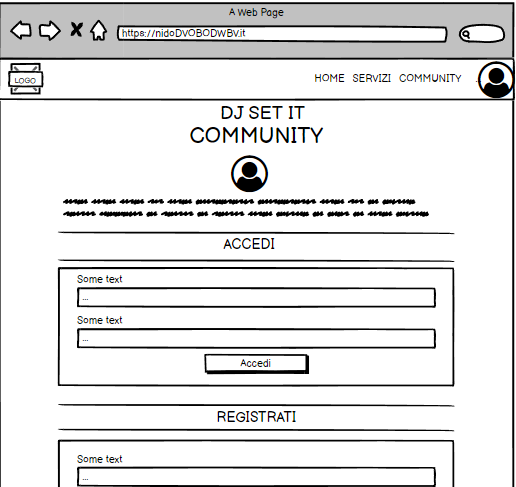 A Web Page
https://nidoDVOBODWBV.it
LOGO
HOME SERVIZI COMMUNITY
DJ SET IT
COMMUNITY
ACCEDI
Some text
...
Some text
...
Accedi
REGISTRATI
Some text
...